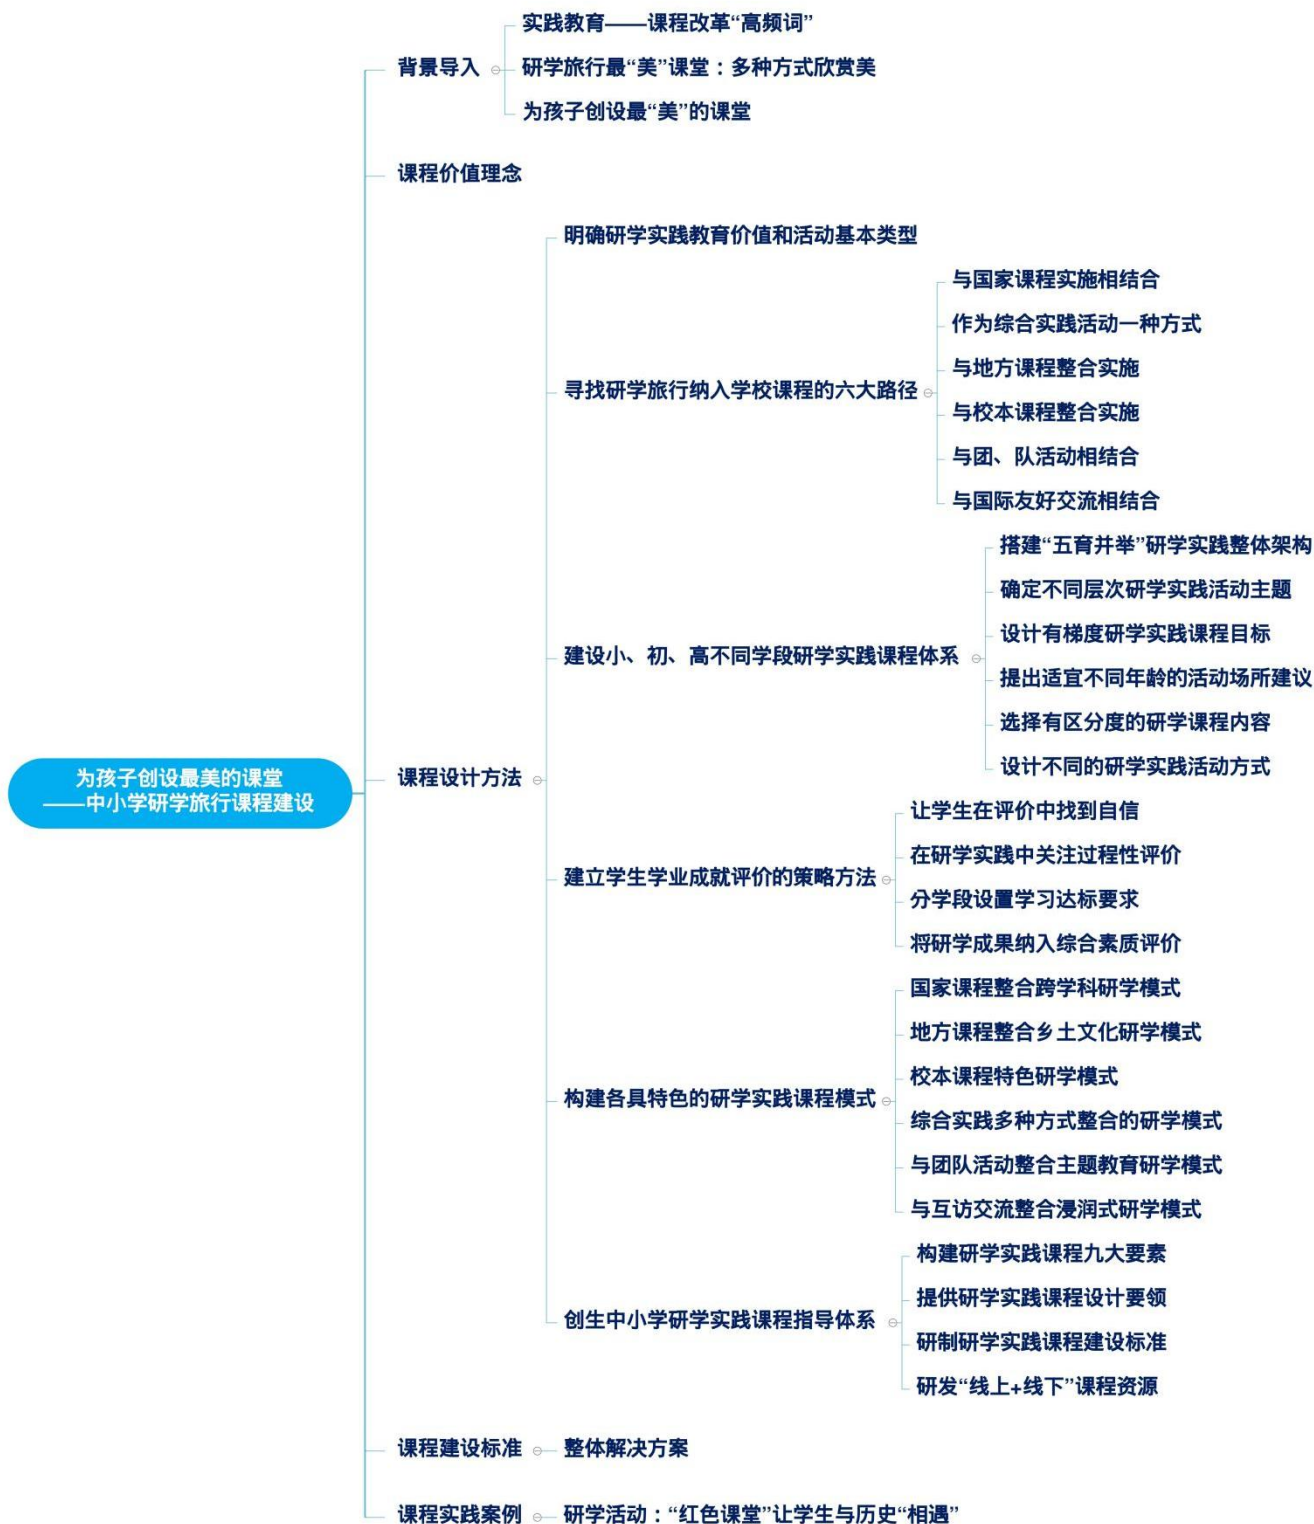 为孩子创设最美的课堂
——中小学研学旅行课程建设
背景导入
实践教育——课程改革“高频词”
研学旅行最“美”课堂：多种方式欣赏美
为孩子创设最“美”的课堂
课程价值理念
课程设计方法
明确研学实践教育价值和活动基本类型
寻找研学旅行纳入学校课程的六大路径
与国家课程实施相结合
作为综合实践活动一种方式
与地方课程整合实施
与校本课程整合实施
与团、队活动相结合
与国际友好交流相结合
建设小、初、高不同学段研学实践课程体系
搭建“五育并举”研学实践整体架构
确定不同层次研学实践活动主题
设计有梯度研学实践课程目标
提出适宜不同年龄的活动场所建议
选择有区分度的研学课程内容
设计不同的研学实践活动方式
建立学生学业成就评价的策略方法
让学生在评价中找到自信
在研学实践中关注过程性评价
分学段设置学习达标要求
将研学成果纳入综合素质评价
构建各具特色的研学实践课程模式
国家课程整合跨学科研学模式
地方课程整合乡土文化研学模式
校本课程特色研学模式
综合实践多种方式整合的研学模式
与团队活动整合主题教育研学模式
与互访交流整合浸润式研学模式
创生中小学研学实践课程指导体系
构建研学实践课程九大要素
提供研学实践课程设计要领
研制研学实践课程建设标准
研发“线上+线下”课程资源
课程建设标准
整体解决方案
课程实践案例
研学活动：“红色课堂”让学生与历史“相遇”